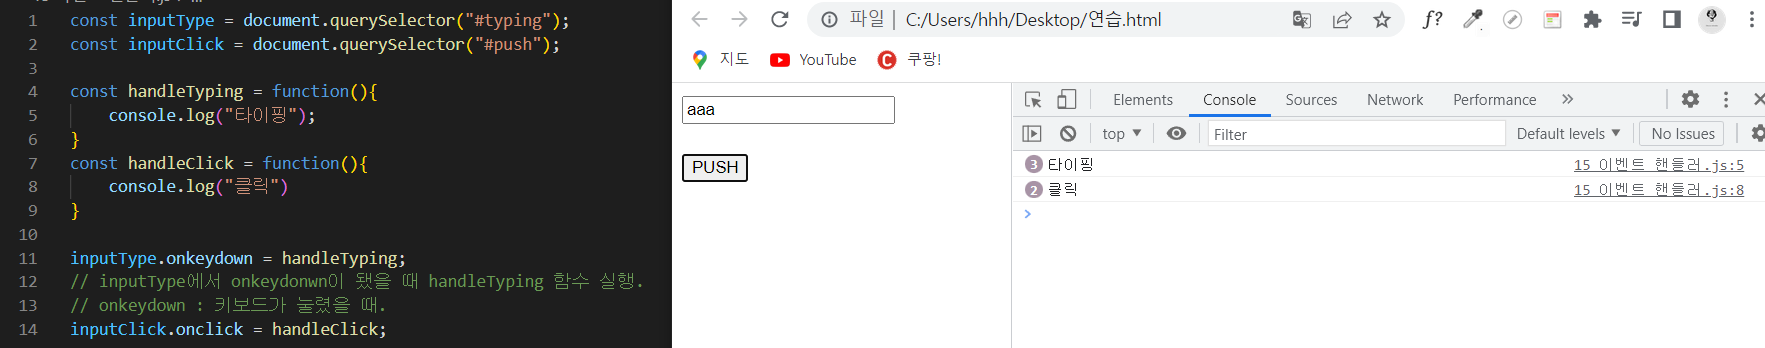 1 const inputType = document.querySelector("#typing");
2 const inputClick = document.querySelector("#push");
3
4 const handleTyping = function(){
5 console.log("타이핑");
6 }
7 const handleClick = function(){
8 console.log("클릭")
9 }
10
11 inputType.onkeydown = handleTyping;
12 // inputType에서 onkeydonwn이 됐을 때 handleTyping 함수 실행.
13 // onkeydown : 키보드가 눌렸을 때.
14 inputClick.onclick = handleClick;
파일 | C:/Users/hhh/Desktop/연습.html
f?
지도 YouTube 쿠팡!
aaa
PUSH
Elements Console Sources Network Performance
top Filter Default levels No Issues
3 타이핑 15 이벤트 핸들러.js:5
2 클릭 15 이벤트 핸들러.js:8